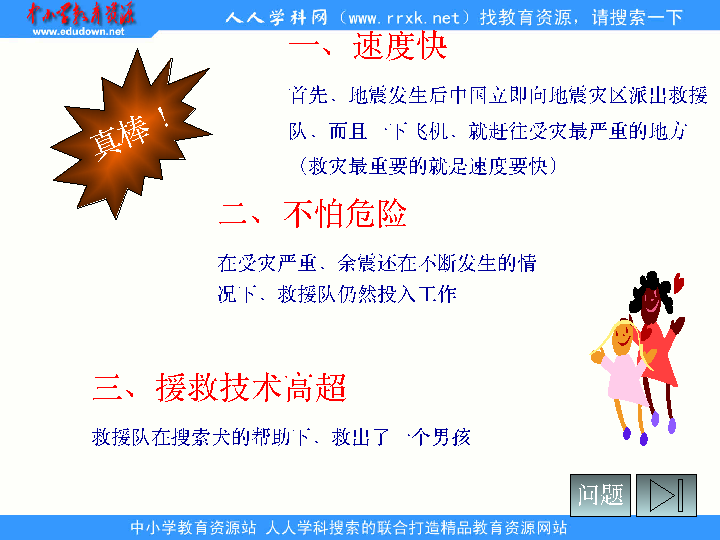 中小学教育资源
www.edudown.net
人人学科网（www.rrxk.net）找教育资源，请搜索一下
真棒！
一、速度快
首先、地震发生后中国立即向地震灾区派出救援
队、而且一下飞机、就赶往受灾最严重的地方
（救灾最重要的就是速度要快）
二、不怕危险
在受灾严重、余震还在不断发生的情
况下、救援队仍然投入工作
三、援救技术高超
救援队在搜索犬的帮助下、救出了一个男孩
问题
中小学教育资源站 人人学科搜索的联合打造精品教育资源网站